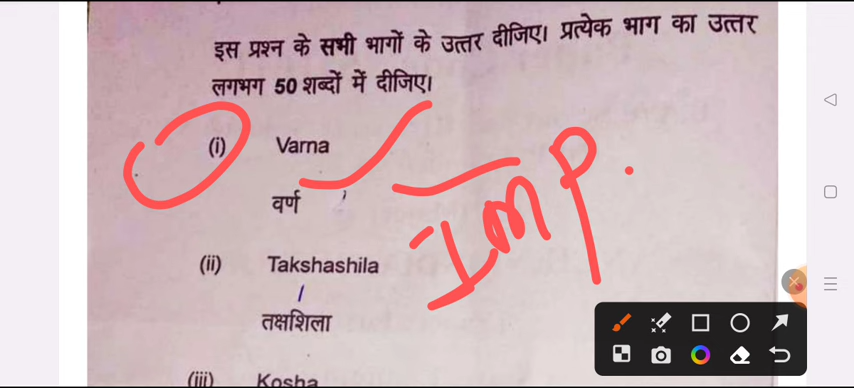 इस प्रश्न के सभी भागों के उत्तर दीजिए। प्रत्येक भाग का उत्तर
लगभग 50 शब्दों में दीजिए।
(i) Varna
वर्ण
IMP.
(ii) Takshashila
तक्षशिला
(iii) Kosha